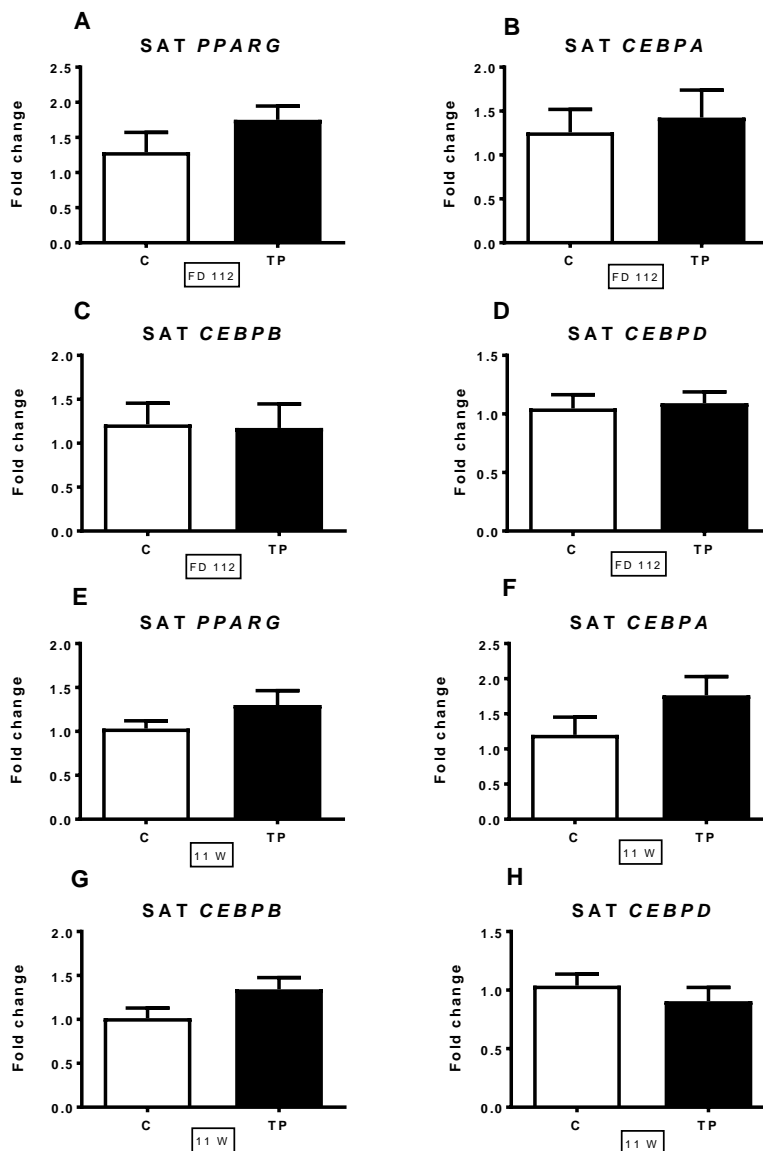 A
SAT PPARG
Fold change
2.5
2.0
1.5
1.0
0.5
0.0
C
TP
FD 112
B
SAT CEBPA
Fold change
2.0
1.5
1.0
0.5
0.0
C
TP
FD 112
C
SAT CEBPB
Fold change
2.0
1.5
1.0
0.5
0.0
C
TP
FD 112
D
SAT CEBPD
Fold change
1.5
1.0
0.5
0.0
C
TP
FD 112
E
SAT PPARG
Fold change
2.0
1.5
1.0
0.5
0.0
C
TP
11 W
F
SAT CEBPA
Fold change
2.5
2.0
1.5
1.0
0.5
0.0
C
TP
11 W
G
SAT CEBPB
Fold change
2.0
1.5
1.0
0.5
0.0
C
TP
11 W
H
SAT CEBPD
Fold change
1.5
1.0
0.5
0.0
C
TP
11 W